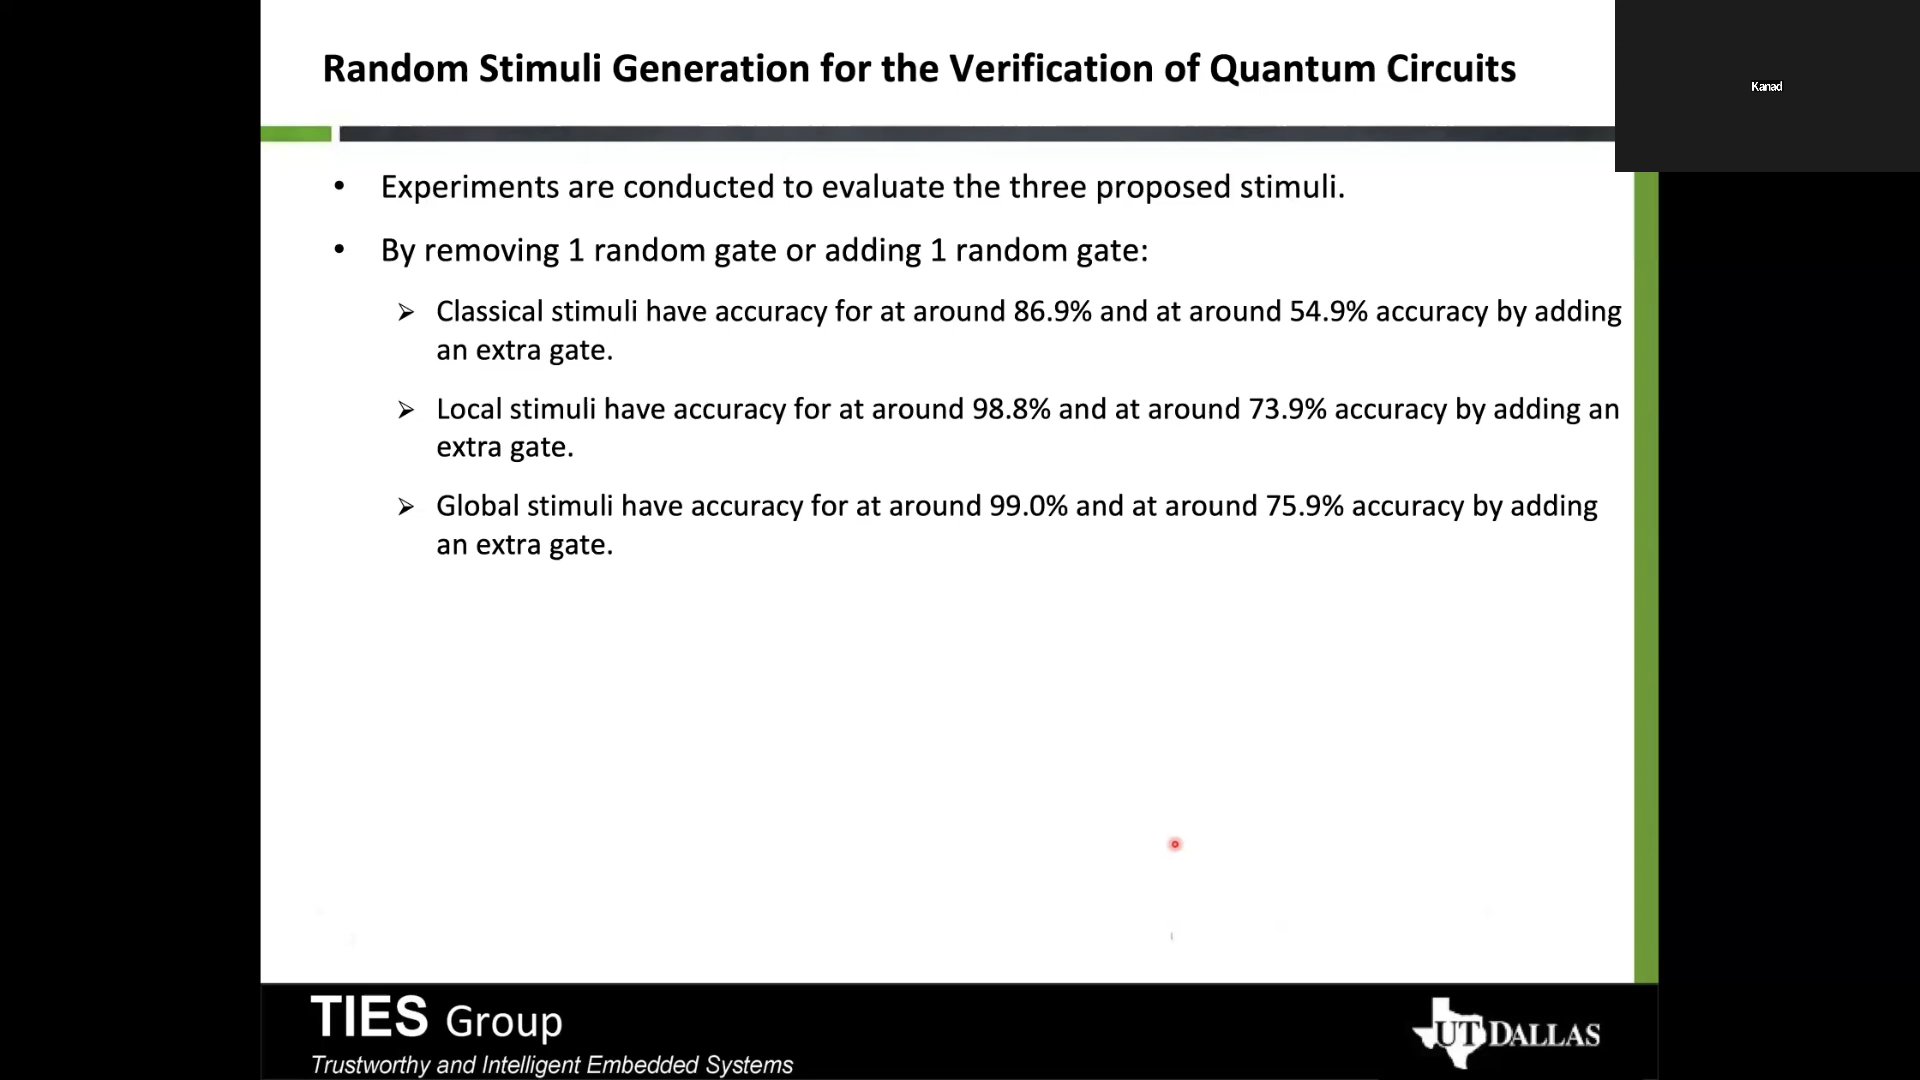 Random Stimuli Generation for the Verification of Quantum Circuits
Kanad
• Experiments are conducted to evaluate the three proposed stimuli.
• By removing 1 random gate or adding 1 random gate:
➢ Classical stimuli have accuracy for at around 86.9% and at around 54.9% accuracy by adding
an extra gate.
➢ Local stimuli have accuracy for at around 98.8% and at around 73.9% accuracy by adding an
extra gate.
➢ Global stimuli have accuracy for at around 99.0% and at around 75.9% accuracy by adding
an extra gate.
TIES Group
Trustworthy and Intelligent Embedded Systems
UT DALLAS